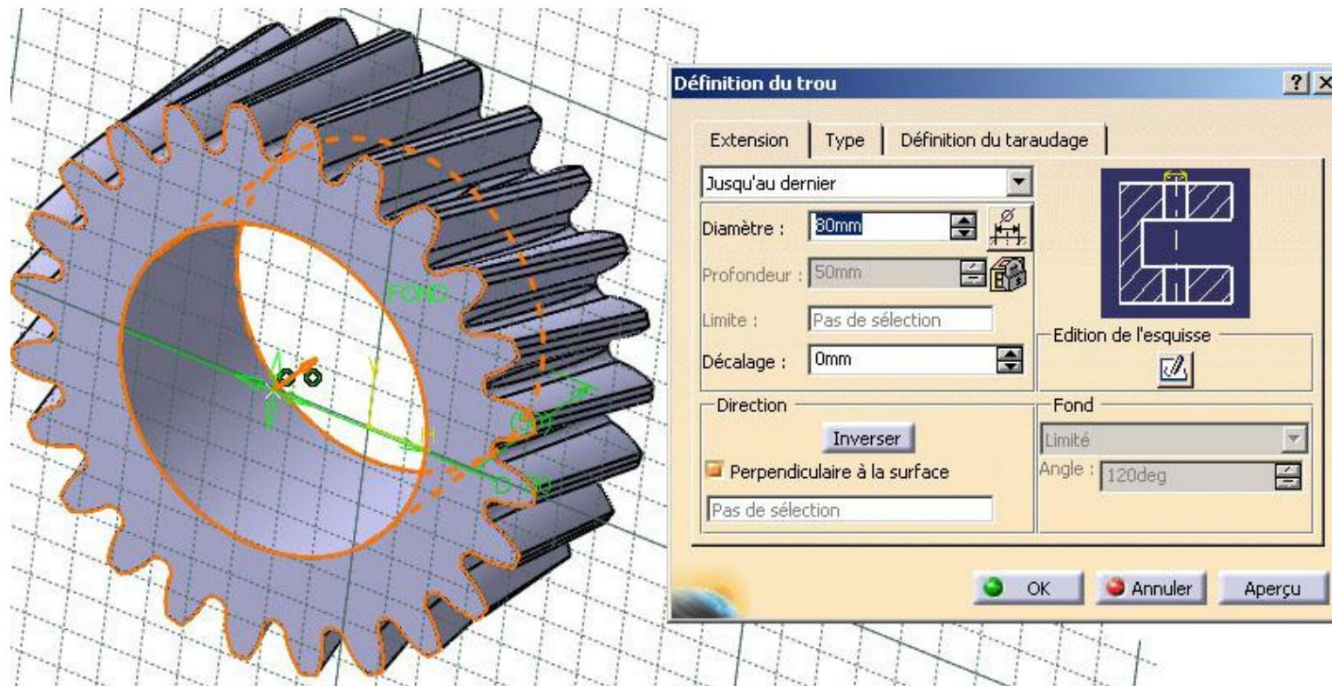 Définition du trou
Extension
Type
Définition du taraudage
Jusqu'au dernier
Diamètre :
80mm
Profondeur :
50mm
Limite :
Pas de sélection
Décalage :
0mm
Edition de l'esquisse
Direction
Inverser
Perpendiculaire à la surface
Pas de sélection
Fond
Limité
Angle :
120deg
OK
Annuler
Aperçu
FOND
V
H